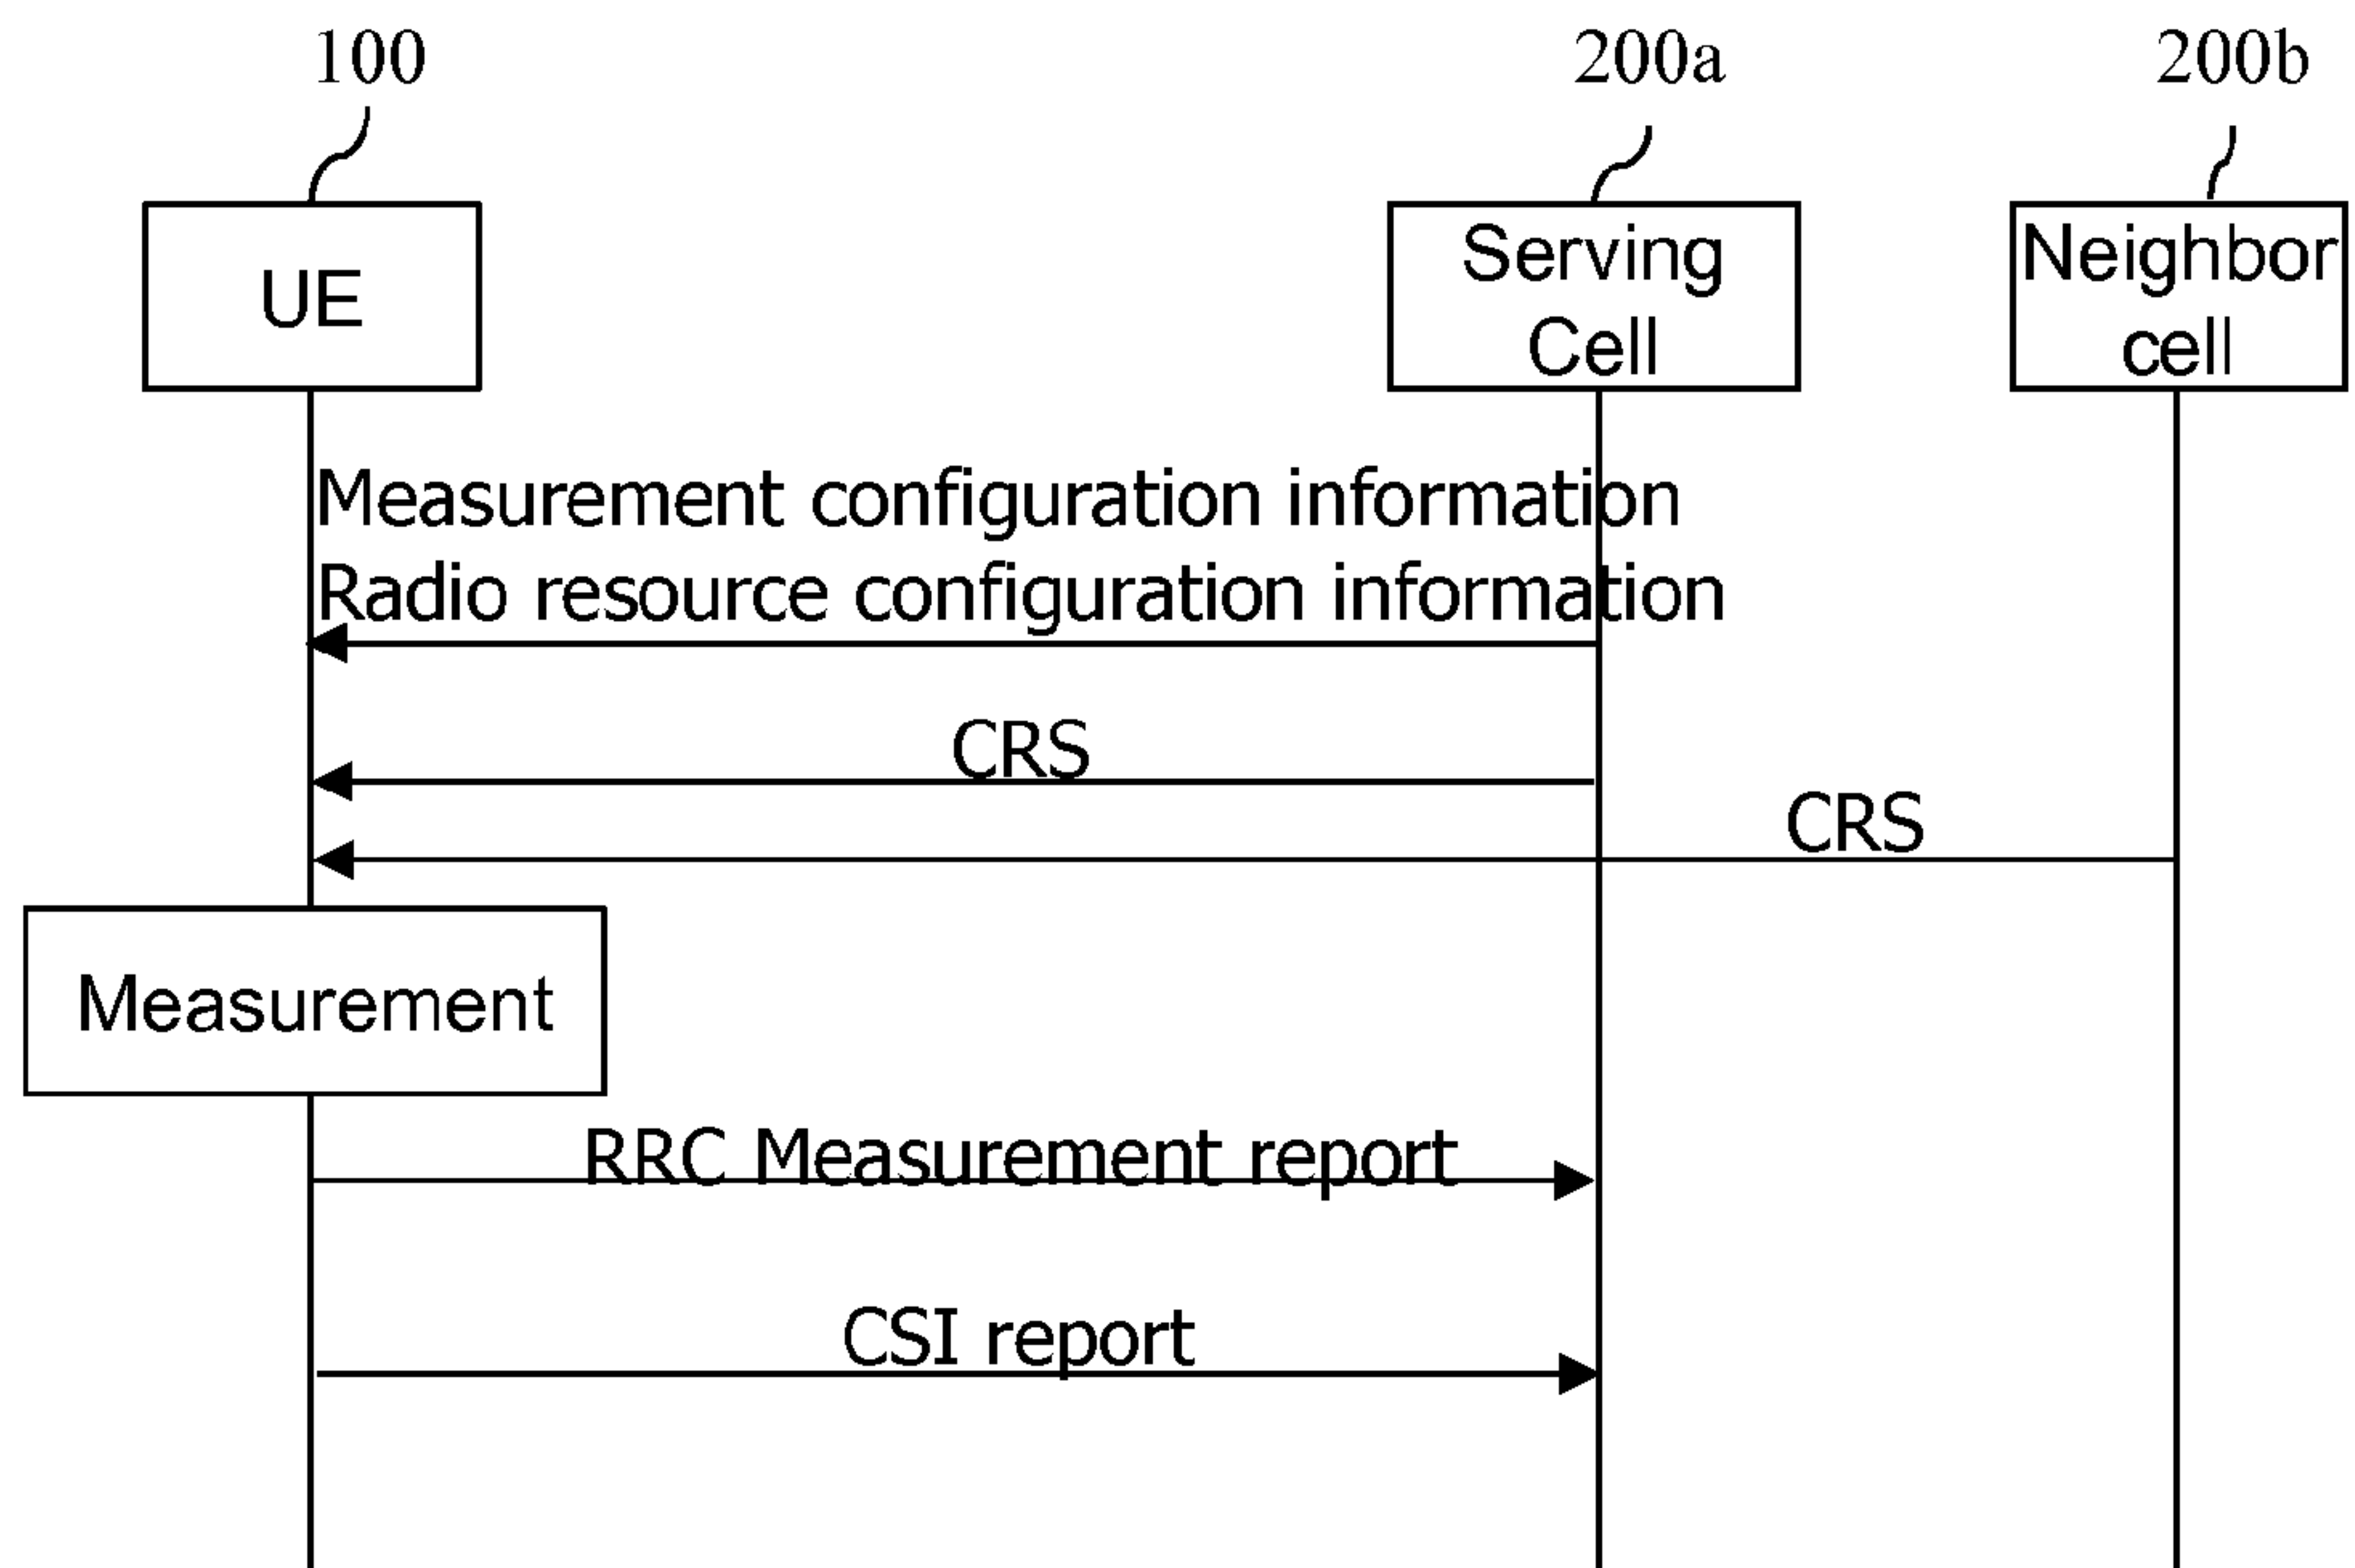 100
200a
200b
UE
Serving
Cell
Neighbor
cell
Measurement configuration information
Radio resource configuration information
CRS
CRS
Measurement
RRC Measurement report
CSI report